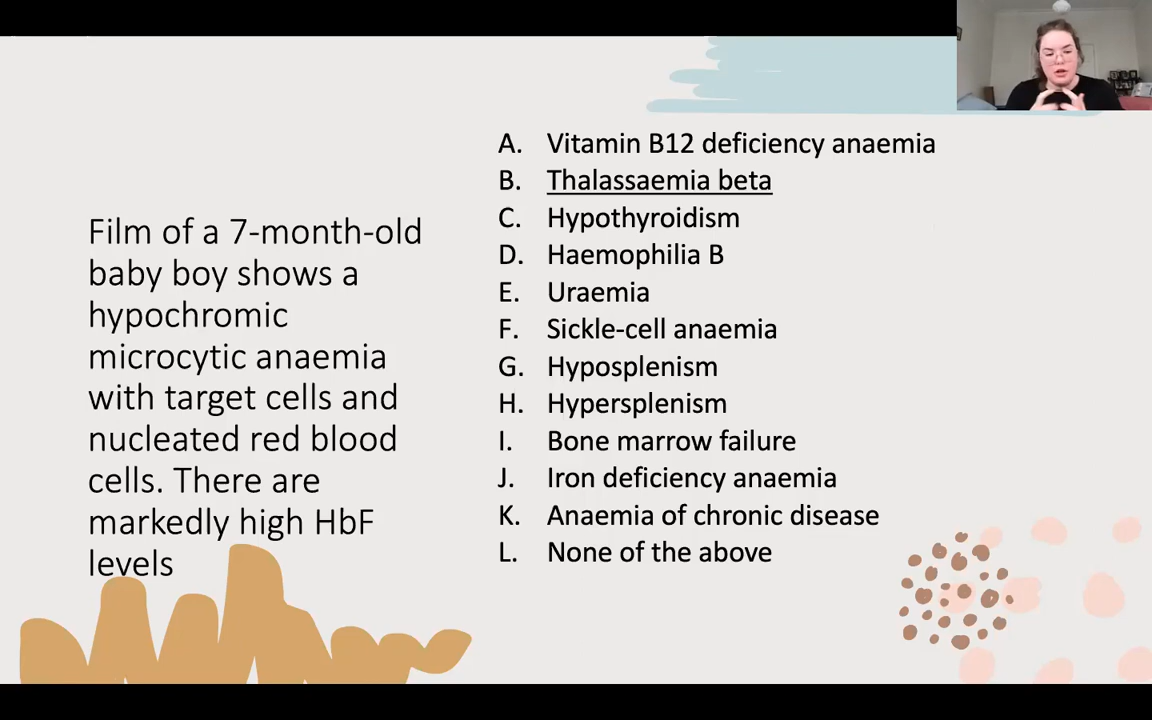 Film of a 7-month-old
baby boy shows a
hypochromic
microcytic anaemia
with target cells and
nucleated red blood
cells. There are
markedly high HbF
levels
A. Vitamin B12 deficiency anaemia
B. Thalassaemia beta
C. Hypothyroidism
D. Haemophilia B
E. Uraemia
F. Sickle-cell anaemia
G. Hyposplenism
H. Hypersplenism
I. Bone marrow failure
J. Iron deficiency anaemia
K. Anaemia of chronic disease
L. None of the above